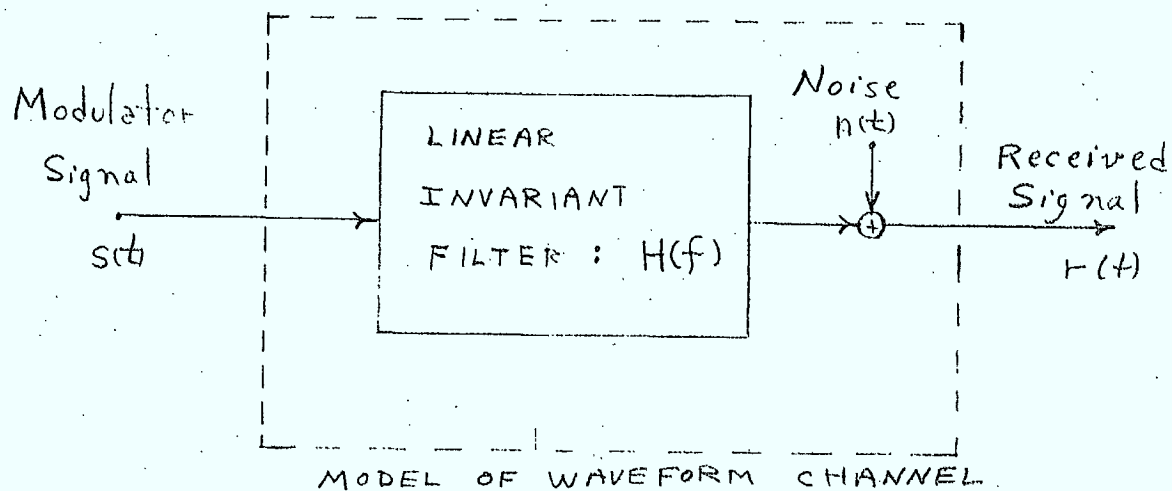 Modulator
Signal
s(t)
LINEAR
INVARIANT
FILTER : H(f)
Noise
n(t)
+
Received
Signal
r(t)
MODEL OF WAVEFORM CHANNEL